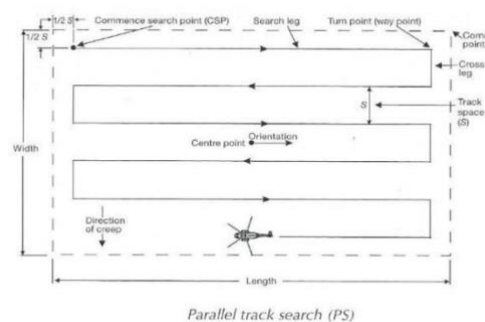 1/2 S
1/2 S
Commence search point (CSP)
Search leg
Turn point (way point)
Corn
point
Cross
leg
S
Track
space
(S)
Width
Centre point
Orientation
Direction
of creep
Length
Parallel track search (PS)